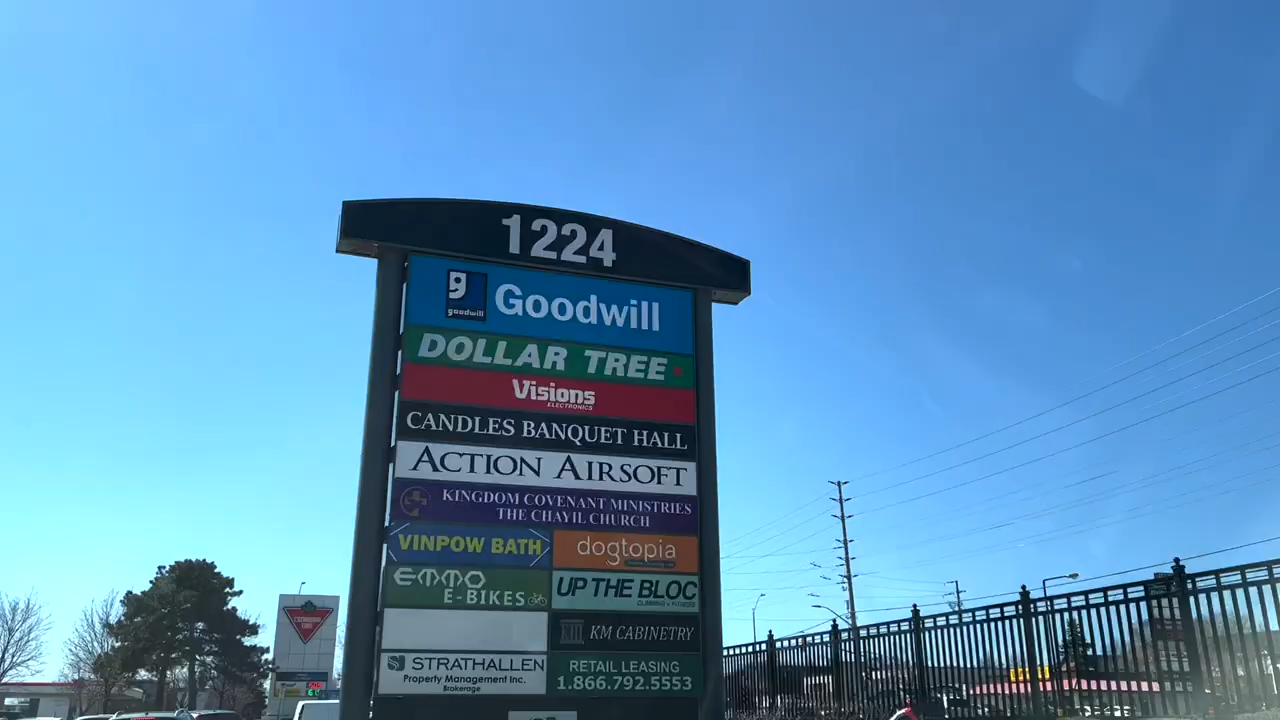 1224
g
goodwill
Goodwill
DOLLAR TREE
Visions
ELECTRONICS
CANDLES BANQUET HALL
ACTION AIRSOFT
KINGDOM COVENANT MINISTRIES
THE CHAYIL CHURCH
VINPOW BATH
dogtopia
EMMO
E-BIKES
UP THE BLOC
CLIMBING + FITNESS
KM CABINETRY
STRATHALLEN
Property Management Inc.
Brokerage
RETAIL LEASING
1.866.792.5553
CANADIAN
TIRE